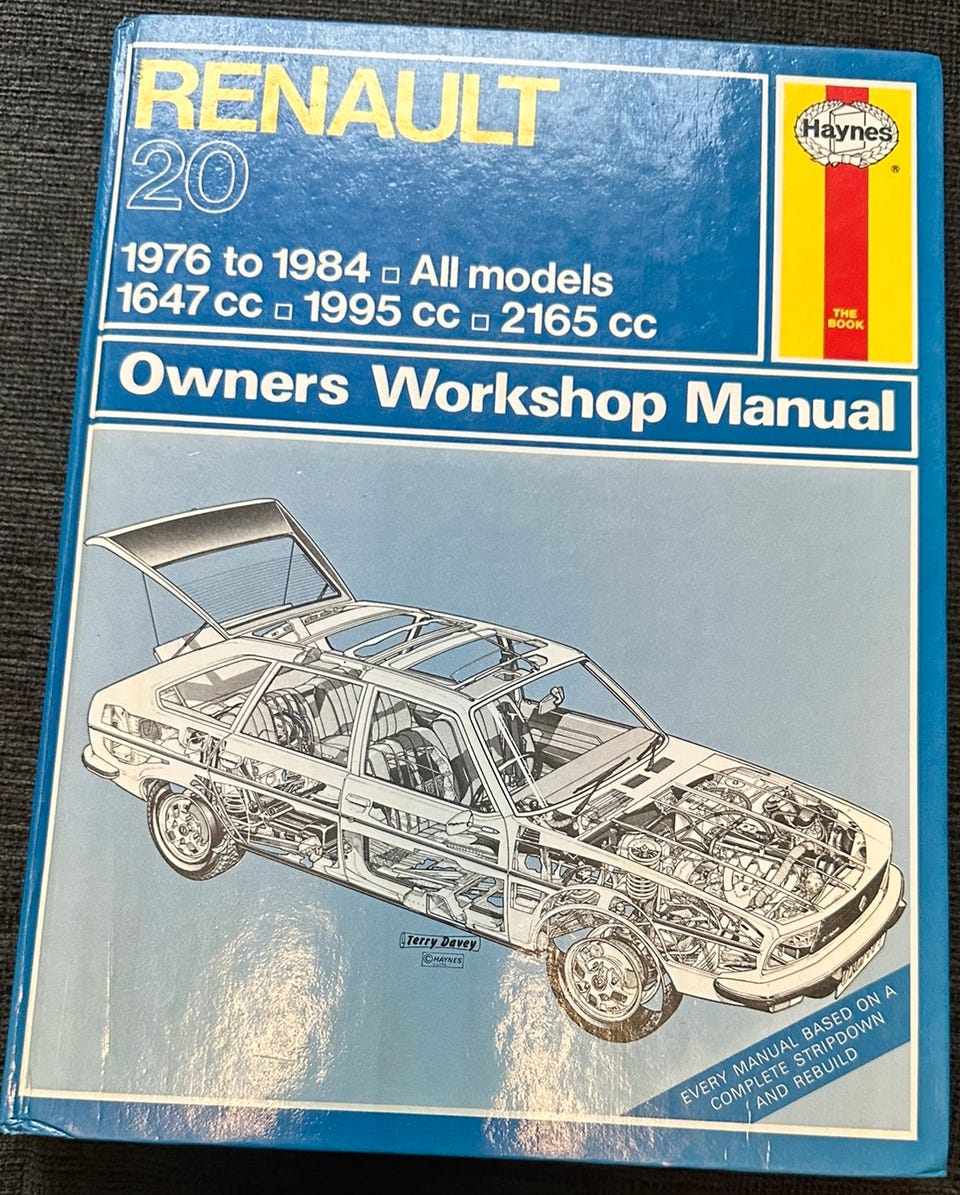 RENAULT
20
1976 to 1984 □ All models
1647 cc □ 1995 cc □ 2165 cc
Haynes
®
THE
BOOK
Owners Workshop Manual
Terry Davey
© HAYNES
EVERY MANUAL BASED ON A
COMPLETE STRIPDOWN
AND REBUILD